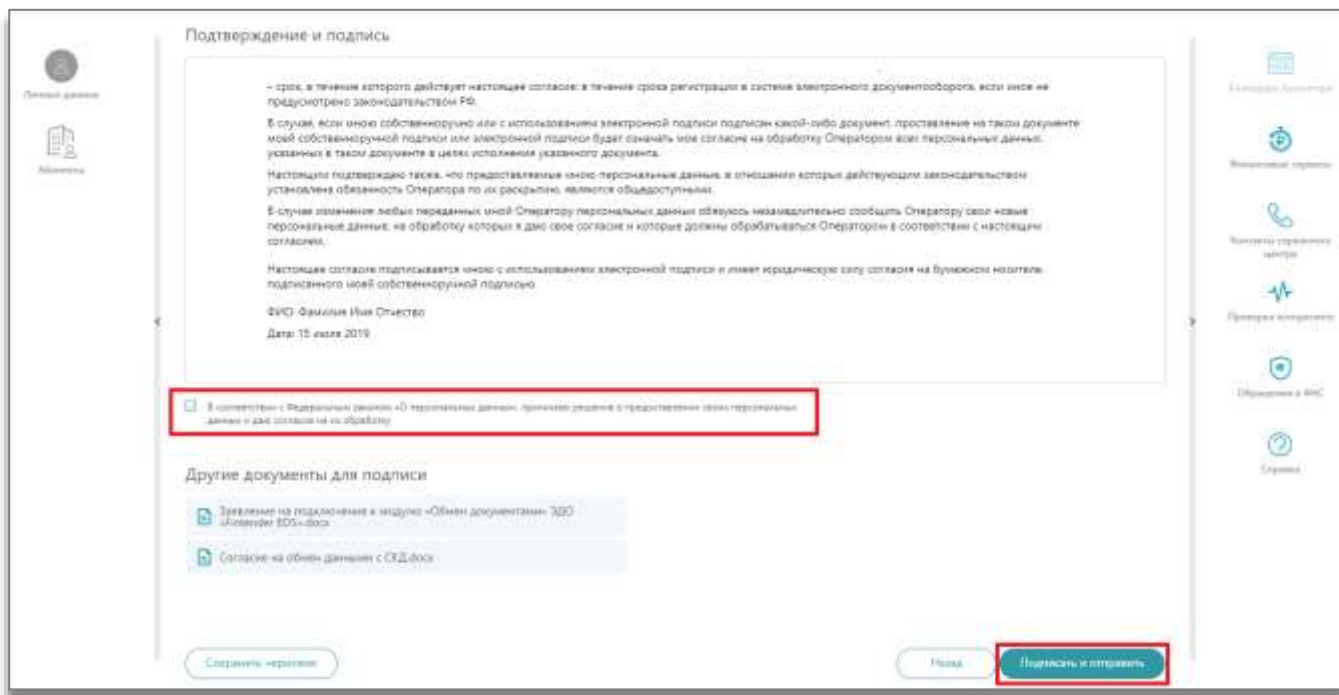 Подтверждение и подпись
Личные данные
Абоненты
– срок, в течение которого действует настоящее согласие: в течение срока регистрации в системе электронного документооборота, если иное не
предусмотрено законодательством РФ.
В случае, если мною собственноручно или с использованием электронной подписи подписан какой-либо документ, проставление на таком документе
моей собственноручной подписи или электронной подписи будет означать мое согласие на обработку Оператором всех персональных данных,
указанных в таком документе в целях исполнения указанного документа.
Настоящим подтверждаю также, что предоставляемые мною персональные данные, в отношении которых действующим законодательством
установлена обязанность Оператора по их раскрытию, являются общедоступными.
В случае изменения любых переданных мной Оператору персональных данных обязуюсь незамедлительно сообщить Оператору свои новые
персональные данные, на обработку которых я даю свое согласие и которые должны обрабатываться Оператором в соответствии с настоящим
согласием.
Настоящее согласие подписывается мною с использованием электронной подписи и имеет юридическую силу согласия на бумажном носителе,
подписанного моей собственноручной подписью
ФИО: Фамилия Имя Отчество
Дата: 15 июля 2019
В соответствии с Федеральным законом «О персональных данных», принимаю решение о предоставлении своих персональных
данных и даю согласие на их обработку
Другие документы для подписи
Заявление на подключение к модулю «Обмен документами» ЭДО
«Fintender EDS».docx
Согласие на обмен данными с СКД.docx
Сохранить черновик
Назад
Подписать и отправить
Календарь бухгалтера
Финансовые сервисы
Контакты сервисного
центра
Проверка контрагента
Обращение в ФНС
Справка